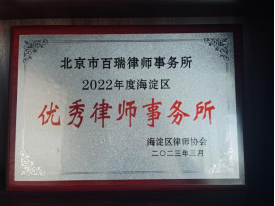 北京市百瑞律师事务所
2022年度海淀区
优秀律师事务所
海淀区律师协会
二〇二三年三月